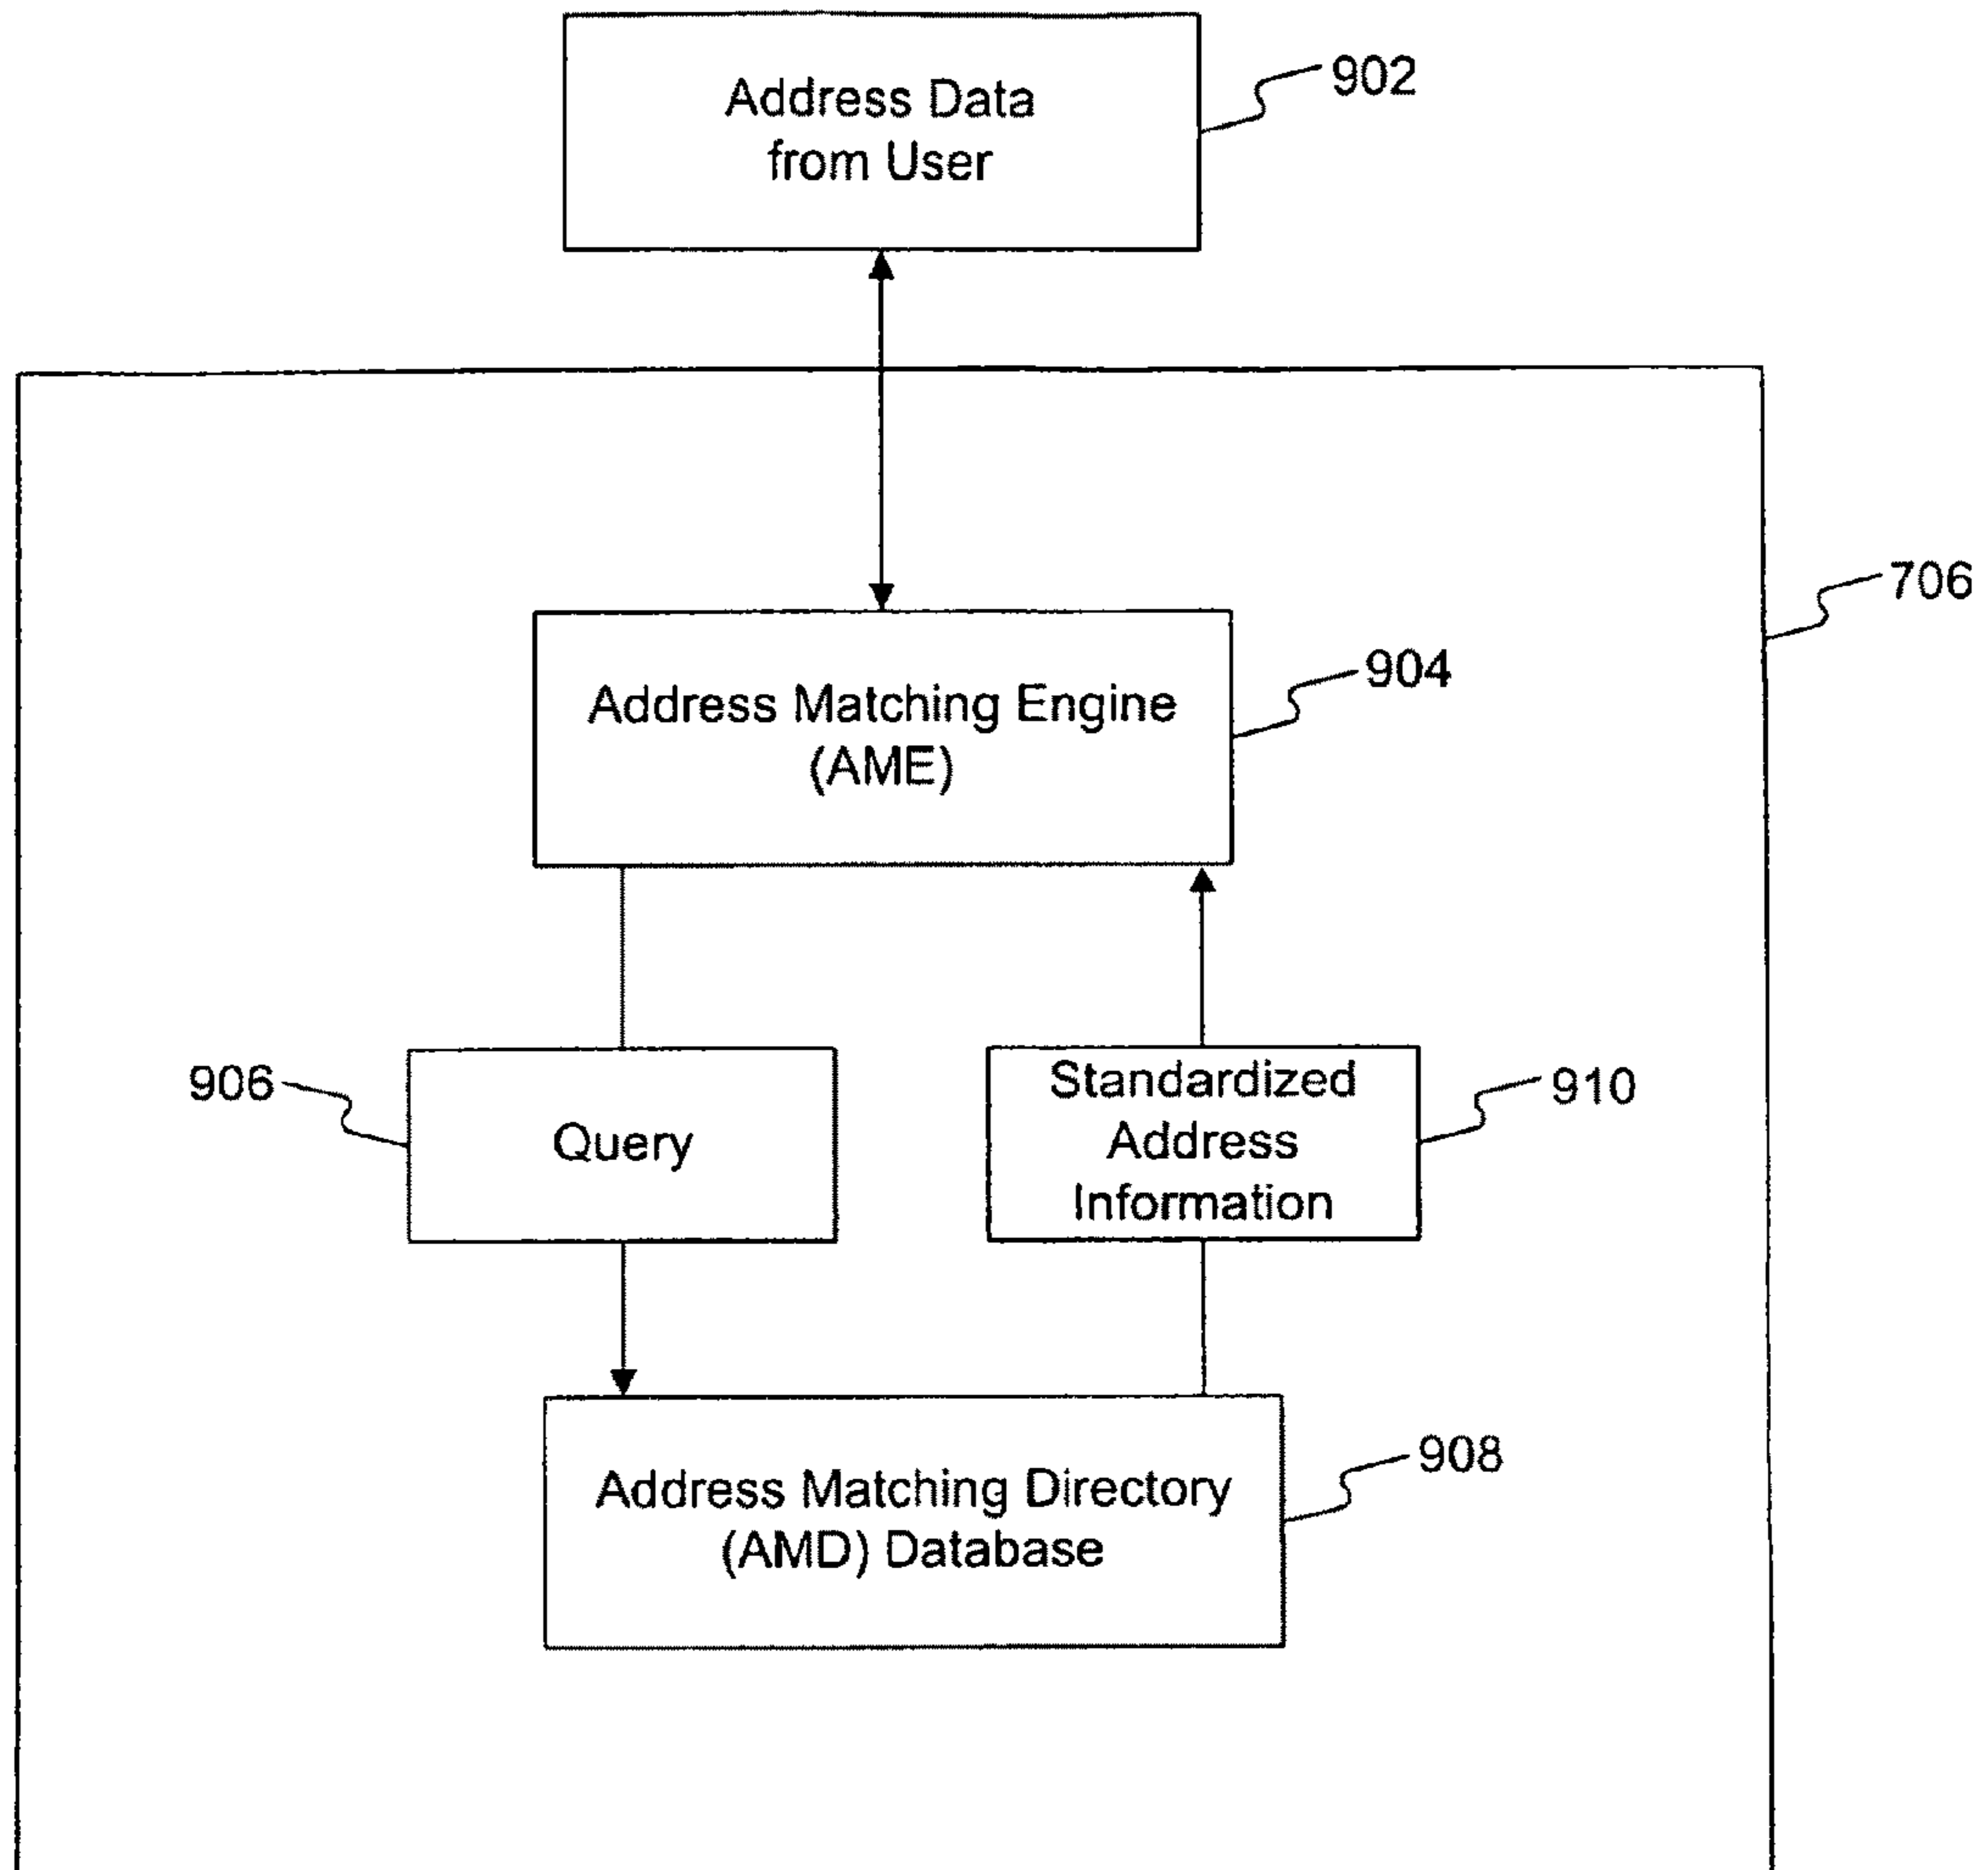 Address Data
from User
902
706
Address Matching Engine
(AME)
904
906
Query
Standardized
Address
Information
910
Address Matching Directory
(AMD) Database
908